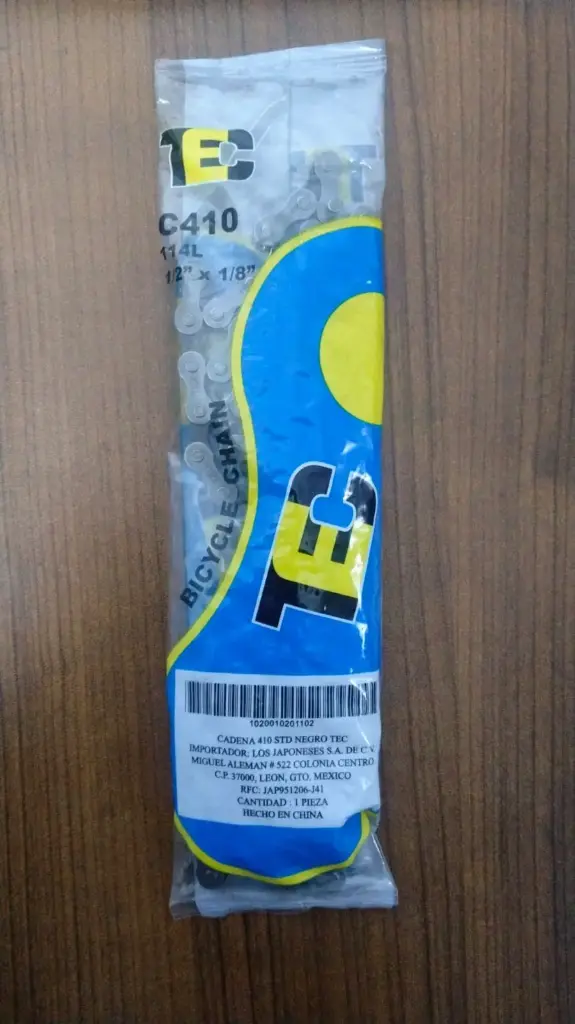 TEC
C410
114L
1/2" x 1/8"
BICYCLE CHAIN
TEC
1020010201102
CADENA 410 STD NEGRO TEC
IMPORTADOR: LOS JAPONESES S.A. DE C.V.
MIGUEL ALEMAN # 522 COLONIA CENTRO
C.P. 37000, LEON, GTO. MEXICO
RFC: JAP951206-J41
CANTIDAD : 1 PIEZA
HECHO EN CHINA